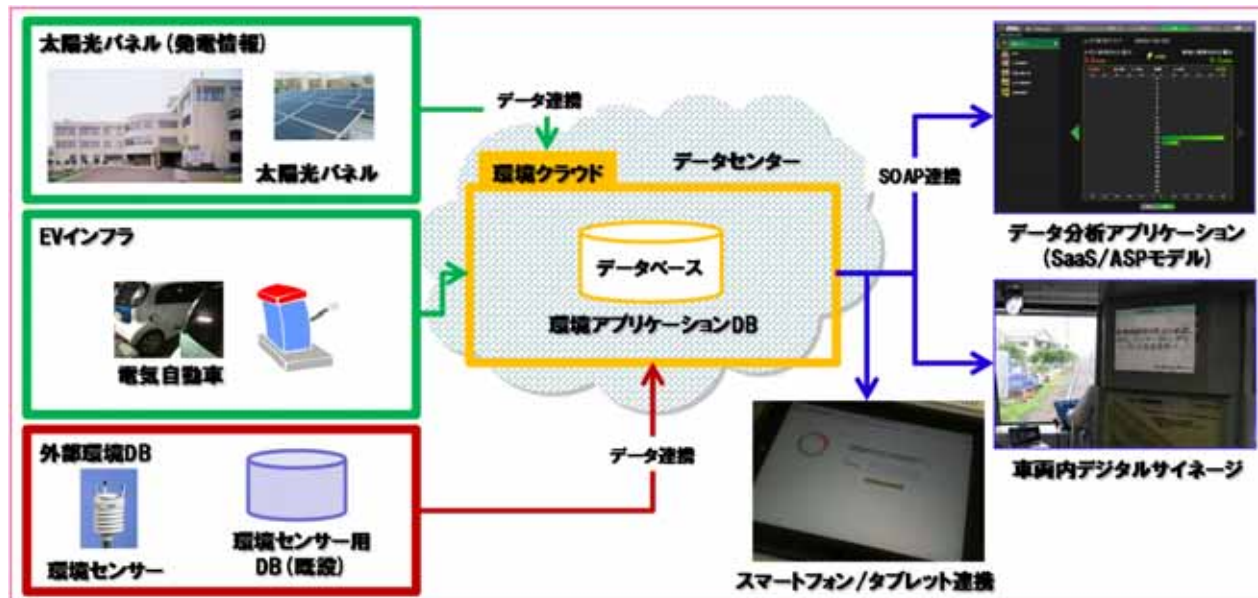 太陽光パネル(発電情報)
太陽光パネル
データ連携
データセンター
環境クラウド
データベース
環境アプリケーションDB
SOAP連携
データ分析アプリケーション
(SaaS/ASPモデル)
EVインフラ
電気自動車
車両内デジタルサイネージ
外部環境DB
環境センサー
環境センサー用
DB(既設)
データ連携
スマートフォン/タブレット連携